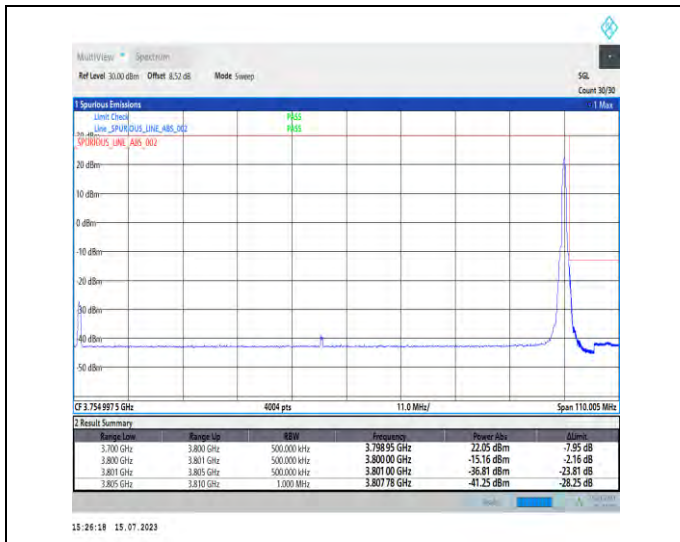 MultiView Spectrum
Ref Level 30.00 dBm Offset 8.52 dB Mode Sweep SGL
Count 30/30
1 Spurious Emissions 1 Max
Limit Check PASS
Line _SPURIOUS_LINE_ABS_002 PASS
_SPURIOUS_LINE_ABS_002
20 dBm
10 dBm
0 dBm
-10 dBm
-20 dBm
-30 dBm
-40 dBm
-50 dBm
CF 3.754 997 5 GHz 4004 pts 11.0 MHz/ Span 110.005 MHz
2 Result Summary
Range Low Range Up RBW Frequency Power Abs ΔLimit
3.700 GHz 3.800 GHz 500.000 kHz 3.798 95 GHz 22.05 dBm -7.95 dB
3.800 GHz 3.801 GHz 500.000 kHz 3.800 00 GHz -15.16 dBm -2.16 dB
3.801 GHz 3.805 GHz 500.000 kHz 3.801 00 GHz -36.81 dBm -23.81 dB
3.805 GHz 3.810 GHz 1.000 MHz 3.807 78 GHz -41.25 dBm -28.25 dB
15:26:18 15.07.2023